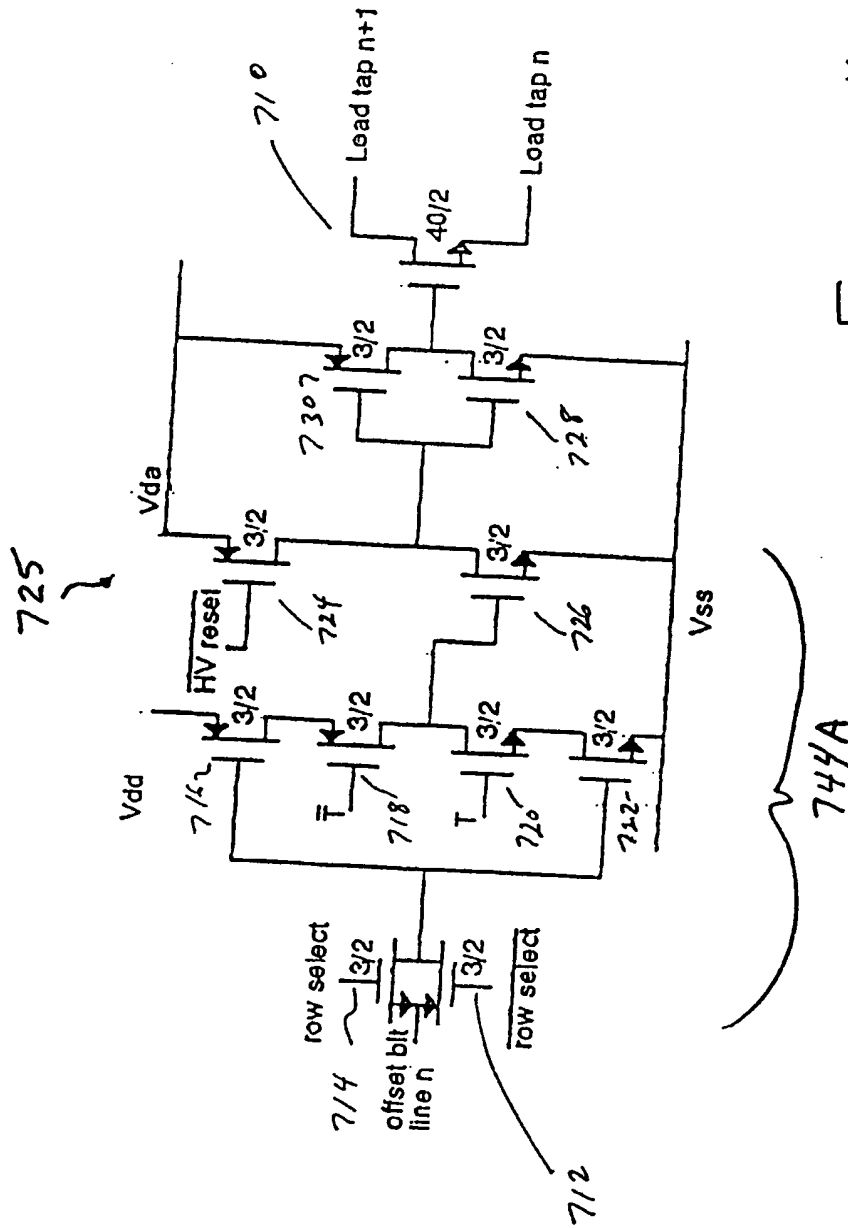 725
710
Load tap n+1
Load tap n
40/2
Vda
3/2
7307
3/2
728
HV reset
3/2
724
3/2
726
Vdd
3/2
3/2
T
718
3/2
T
720
3/2
722
Vss
row select
3/2
714
offset bit
line n
3/2
row select
712
744A